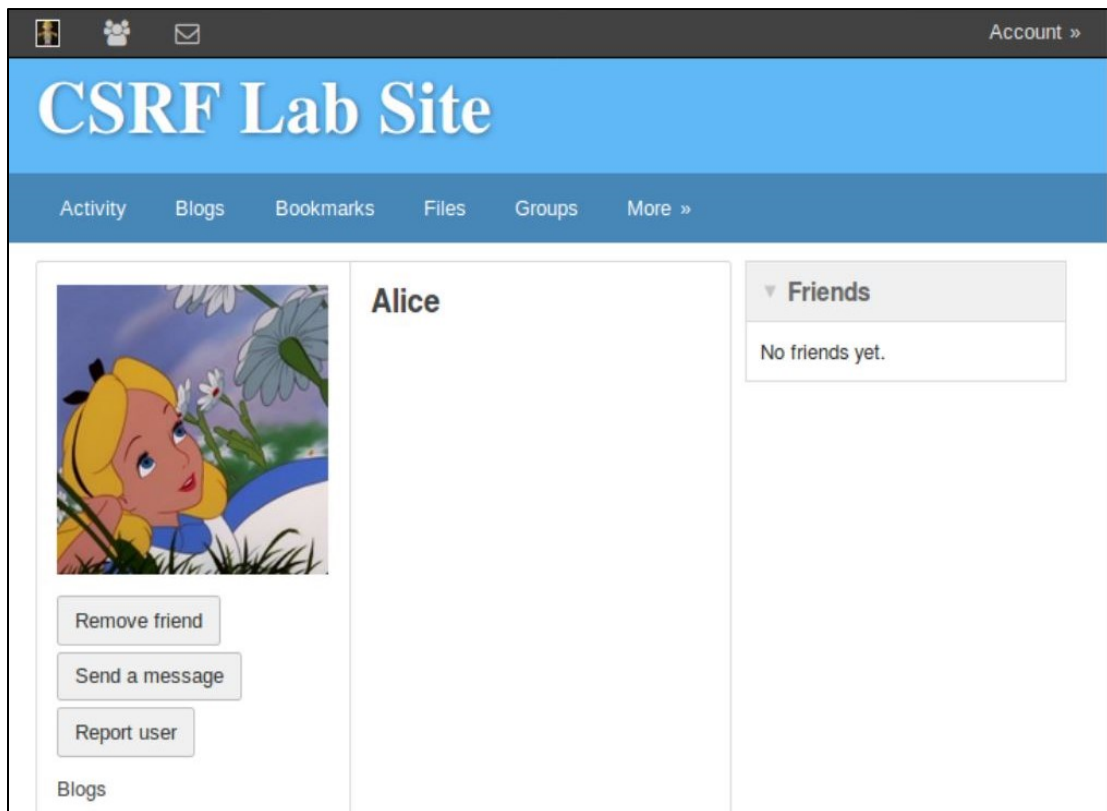 Account »
CSRF Lab Site
Activity Blogs Bookmarks Files Groups More »
Alice
Remove friend
Send a message
Report user
Blogs
Friends
No friends yet.